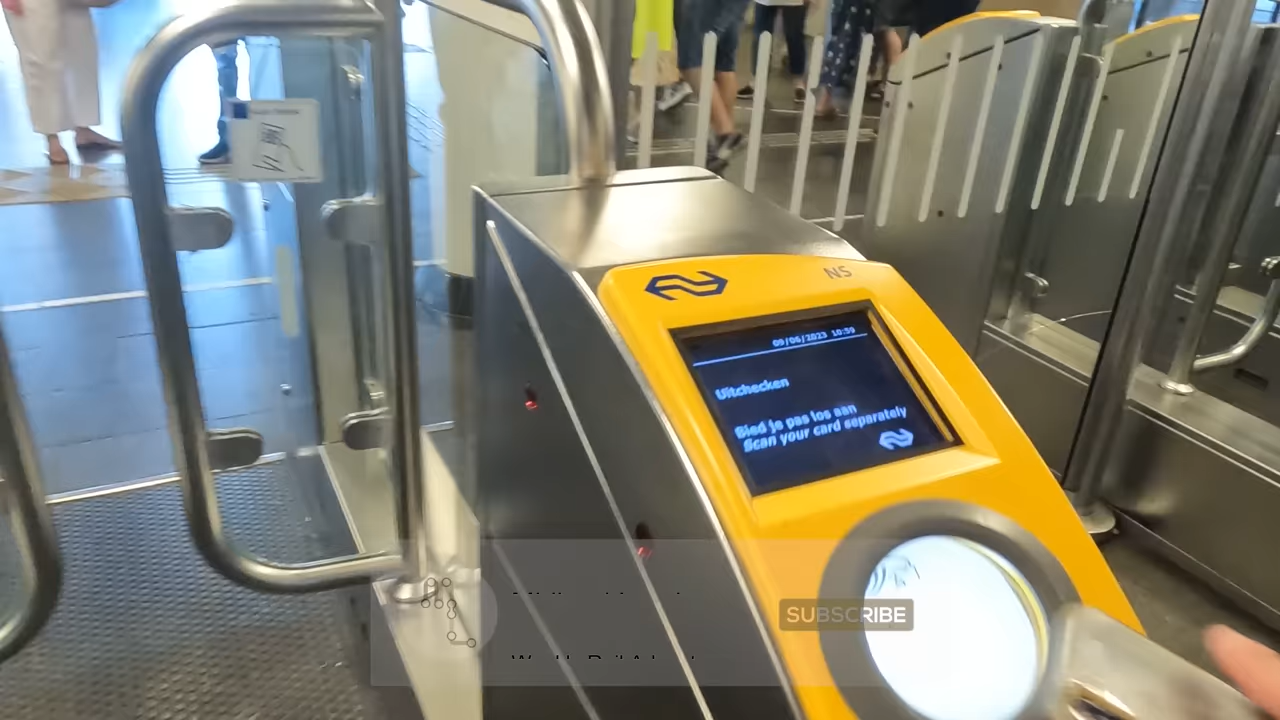 NS
09/06/2023 10:39
Uitchecken
Bied je pas los aan
Scan your card separately
SUBSCRIBE